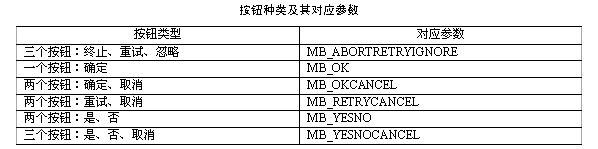 按钮种类及其对应参数
按钮类型 对应参数
三个按钮：终止、重试、忽略 MB_ABORTRETRYIGNORE
一个按钮：确定 MB_OK
两个按钮：确定、取消 MB_OKCANCEL
两个按钮：重试、取消 MB_RETRYCANCEL
两个按钮：是、否 MB_YESNO
三个按钮：是、否、取消 MB_YESNOCANCEL